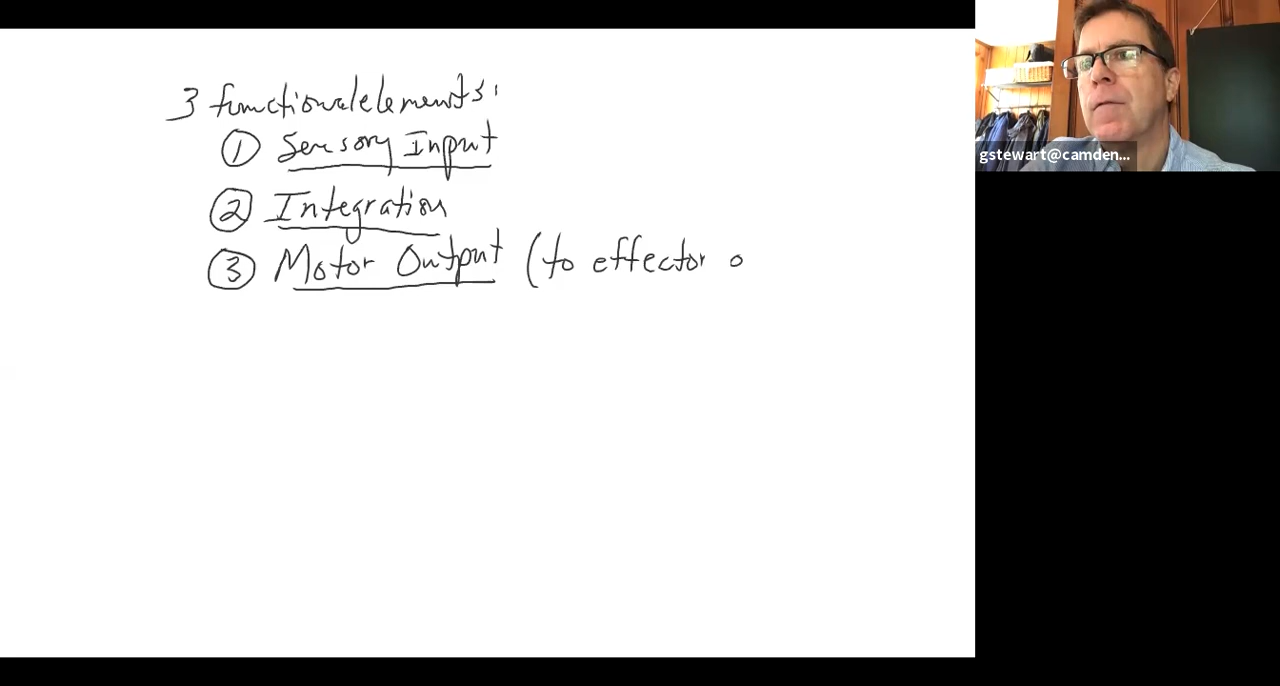 3 functional elements:
① Sensory Input
② Integration
③ Motor Output (to effector o
gstewart@camden...